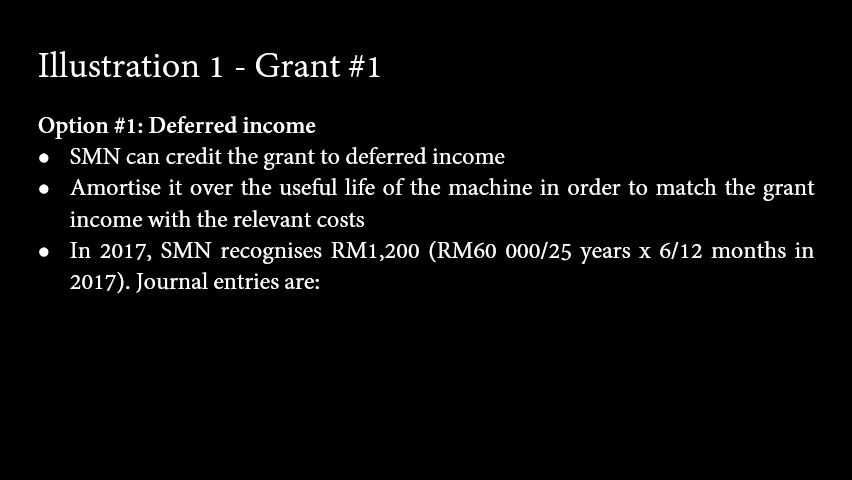 Illustration 1 - Grant #1
Option #1: Deferred income
● SMN can credit the grant to deferred income
● Amortise it over the useful life of the machine in order to match the grant
income with the relevant costs
● In 2017, SMN recognises RM1,200 (RM60 000/25 years x 6/12 months in
2017). Journal entries are: